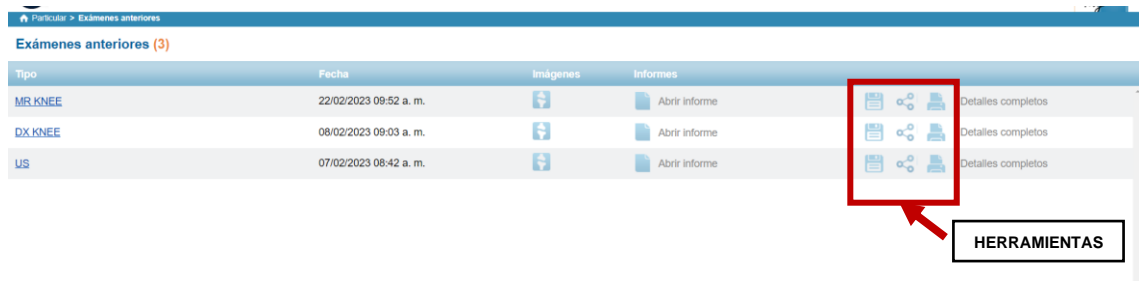 Particular > Exámenes anteriores
Exámenes anteriores (3)
Tipo Fecha Imágenes Informes
MR KNEE 22/02/2023 09:52 a. m. Abrir informe Detalles completos
DX KNEE 08/02/2023 09:03 a. m. Abrir informe Detalles completos
US 07/02/2023 08:42 a. m. Abrir informe Detalles completos
HERRAMIENTAS